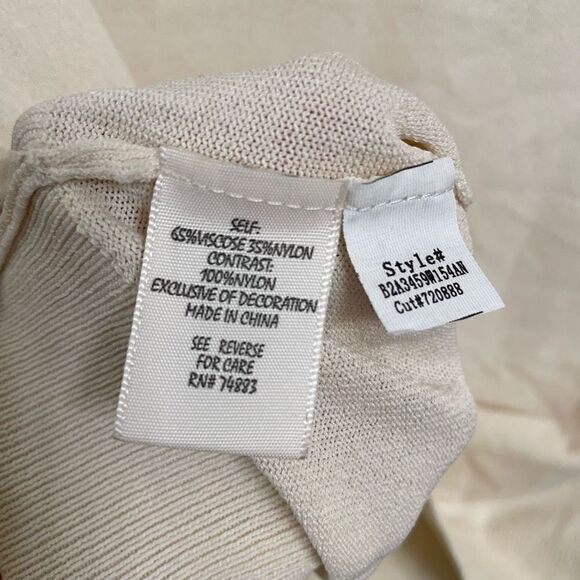 SELF:
65%VISCOSE 35%NYLON
CONTRAST:
100%NYLON
EXCLUSIVE OF DECORATION
MADE IN CHINA
SEE REVERSE
FOR CARE
RN# 74883
Style#
B2A3459W154AN
Cut#720888